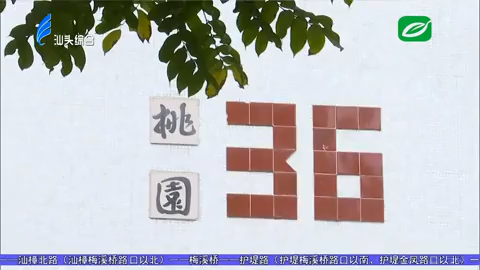 汕头综合
桃園
36
汕樟北路（汕樟梅溪桥路口以北）——梅溪桥——护堤路（护堤梅溪桥路口以南，护堤金凤路口以北）一